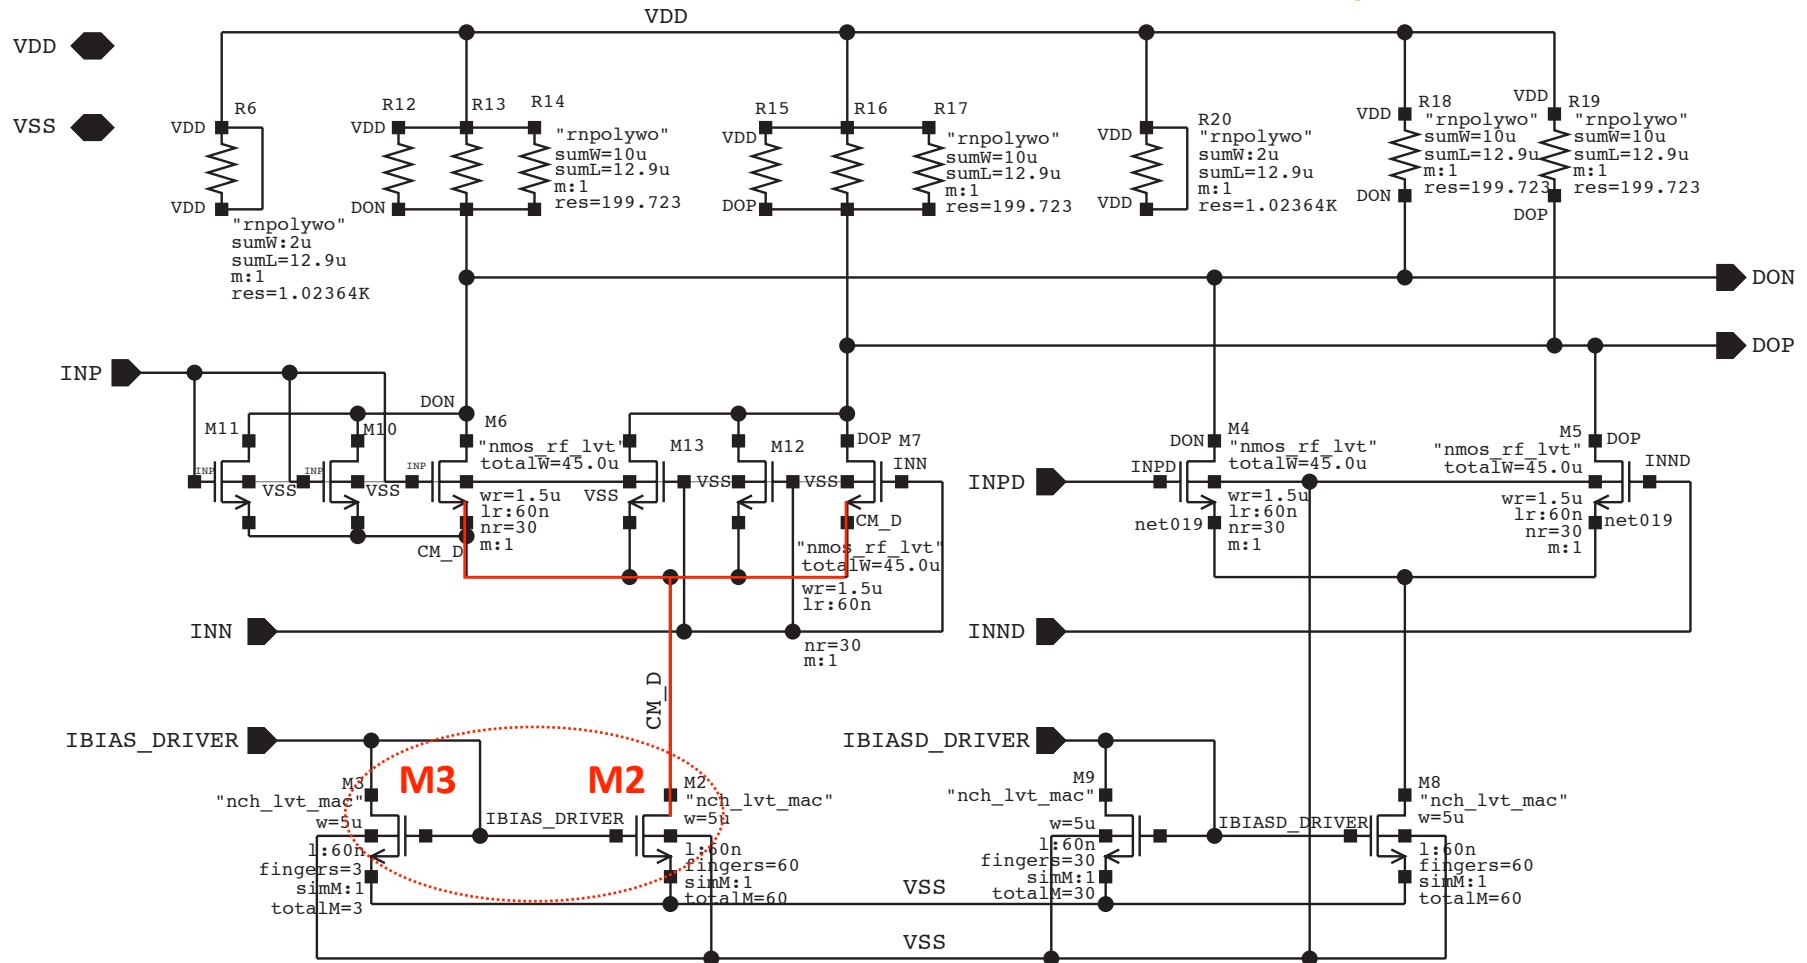 VDD
VDD
VSS
R6
VDD
VDD
"rnpolywo"
sumW:2u
sumL=12.9u
m:1
res=1.02364K
R12
R13
R14
VDD
DON
"rnpolywo"
sumW=10u
sumL=12.9u
m:1
res=199.723
R15
R16
R17
VDD
DOP
"rnpolywo"
sumW=10u
sumL=12.9u
m:1
res=199.723
R20
VDD
VDD
"rnpolywo"
sumW:2u
sumL=12.9u
m:1
res=1.02364K
R18
VDD
DON
"rnpolywo"
sumW=10u
sumL=12.9u
m:1
res=199.723
R19
VDD
DOP
"rnpolywo"
sumW=10u
sumL=12.9u
m:1
res=199.723
DON
DOP
INP
M11
INP
VSS
M10
INP
VSS
DON
M6
INP
"nmos_rf_lvt"
totalW=45.0u
wr=1.5u
lr:60n
nr=30
m:1
CM_D
M13
VSS
M12
VSS
VSS
DOP
M7
INN
CM_D
"nmos_rf_lvt"
totalW=45.0u
wr=1.5u
lr:60n
nr=30
m:1
INPD
INPD
DON
M4
"nmos_rf_lvt"
totalW=45.0u
wr=1.5u
lr:60n
nr=30
m:1
net019
M5
DOP
INND
"nmos_rf_lvt"
totalW=45.0u
wr=1.5u
lr:60n
nr=30
m:1
net019
INN
INND
CM_D
IBIAS_DRIVER
M3
M3
"nch_lvt_mac"
w=5u
l:60n
fingers=3
simM:1
totalM=3
IBIAS_DRIVER
M2
M2
"nch_lvt_mac"
w=5u
l:60n
fingers=60
simM:1
totalM=60
IBIASD_DRIVER
M9
"nch_lvt_mac"
w=5u
l:60n
fingers=30
simM:1
totalM=30
IBIASD_DRIVER
M8
"nch_lvt_mac"
w=5u
l:60n
fingers=60
simM:1
totalM=60
VSS
VSS